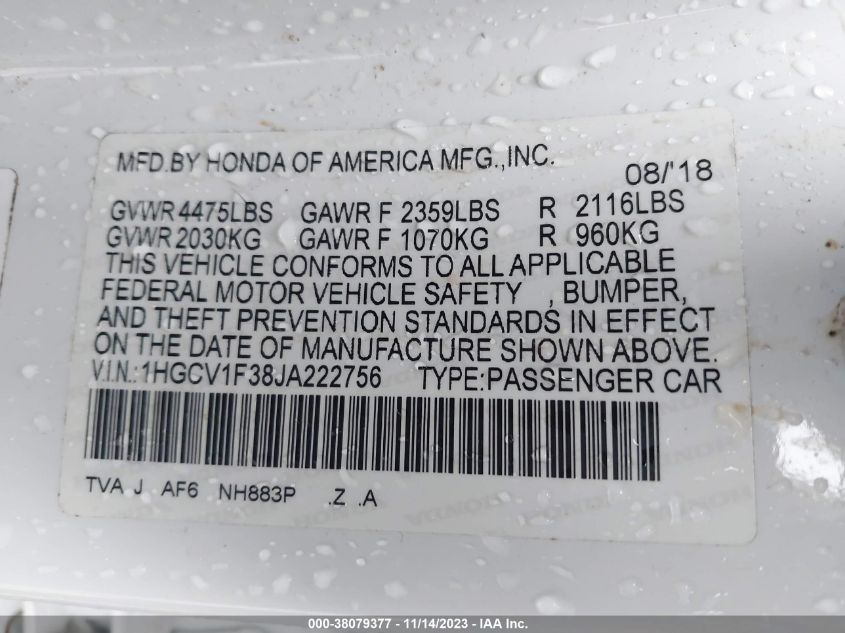 MFD.BY HONDA OF AMERICA MFG.,INC. 08/'18
GVWR 4475LBS GAWR F 2359LBS R 2116LBS
GVWR 2030KG GAWR F 1070KG R 960KG
THIS VEHICLE CONFORMS TO ALL APPLICABLE
FEDERAL MOTOR VEHICLE SAFETY , BUMPER,
AND THEFT PREVENTION STANDARDS IN EFFECT
ON THE DATE OF MANUFACTURE SHOWN ABOVE.
V.I.N.:1HGCV1F38JA222756 TYPE:PASSENGER CAR
TVA J AF6 NH883P .Z .A
000-38079377 - 11/14/2023 - IAA Inc.